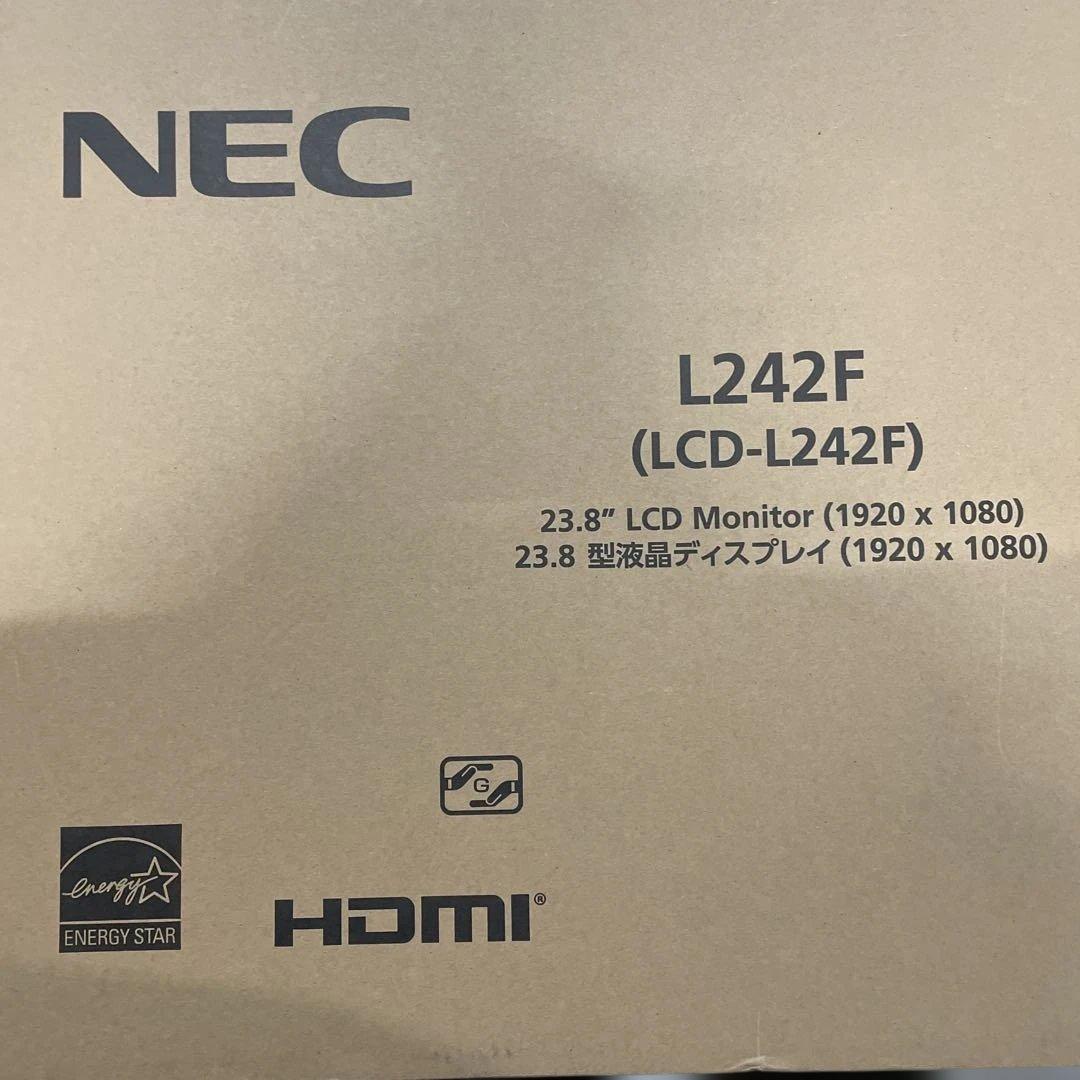 NEC
L242F
(LCD-L242F)
23.8” LCD Monitor (1920 x 1080)
23.8 型液晶ディスプレイ (1920 x 1080)
G
energy
ENERGY STAR
HDMI®